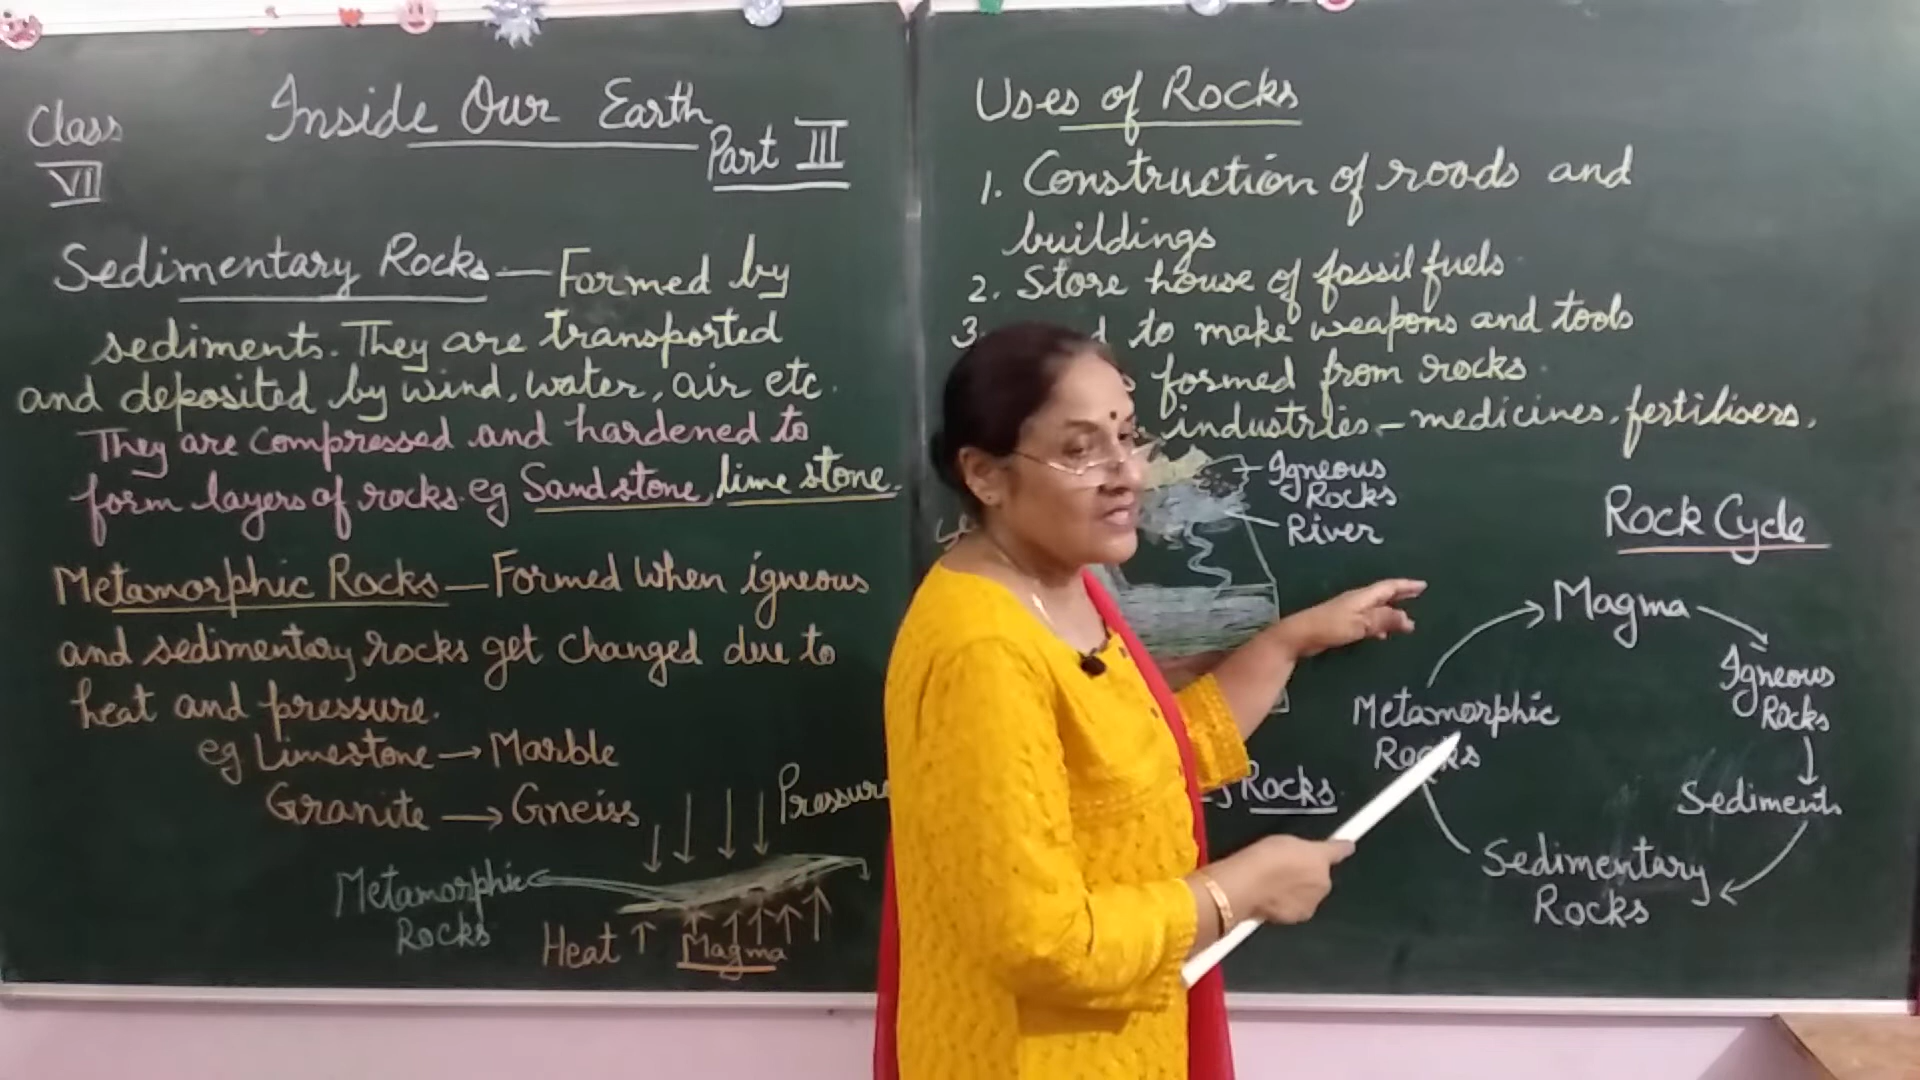 Class
VII
Inside Our Earth
Part III
Sedimentary Rocks — Formed by
sediments. They are transported
and deposited by wind, water, air etc.
They are compressed and hardened to
form layers of rocks. eg Sandstone, lime stone.
Metamorphic Rocks — Formed when igneous
and sedimentary rocks get changed due to
heat and pressure.
eg Limestone → Marble
Granite → Gneiss
Pressure
Metamorphic
Rocks
Heat ↑ Magma
Uses of Rocks
1. Construction of roads and
buildings
2. Store house of fossil fuels.
3. to make weapons and tools
formed from rocks.
industries — medicines, fertilisers.
Igneous
Rocks
River
Rocks
Rock Cycle
Magma
Igneous
Rocks
Sediments
Sedimentary
Rocks
Metamorphic
Rocks